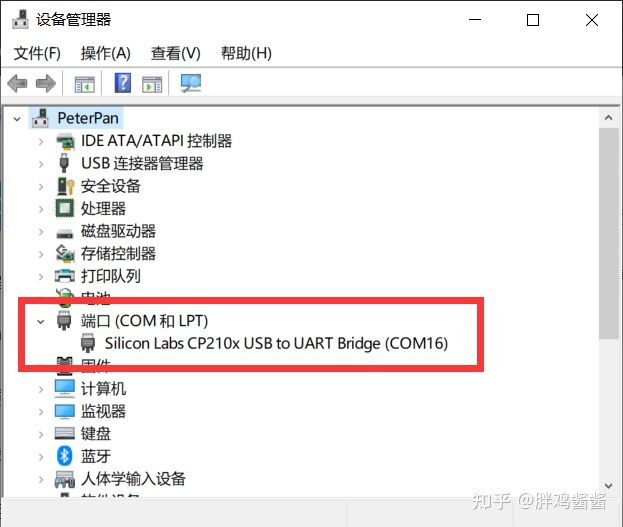 设备管理器
文件(F) 操作(A) 查看(V) 帮助(H)
PeterPan
IDE ATA/ATAPI 控制器
USB 连接器管理器
安全设备
处理器
磁盘驱动器
存储控制器
打印队列
电池
端口 (COM 和 LPT)
Silicon Labs CP210x USB to UART Bridge (COM16)
固件
计算机
监视器
键盘
蓝牙
人体学输入设备
软件设备
知乎 @胖鸡酱酱